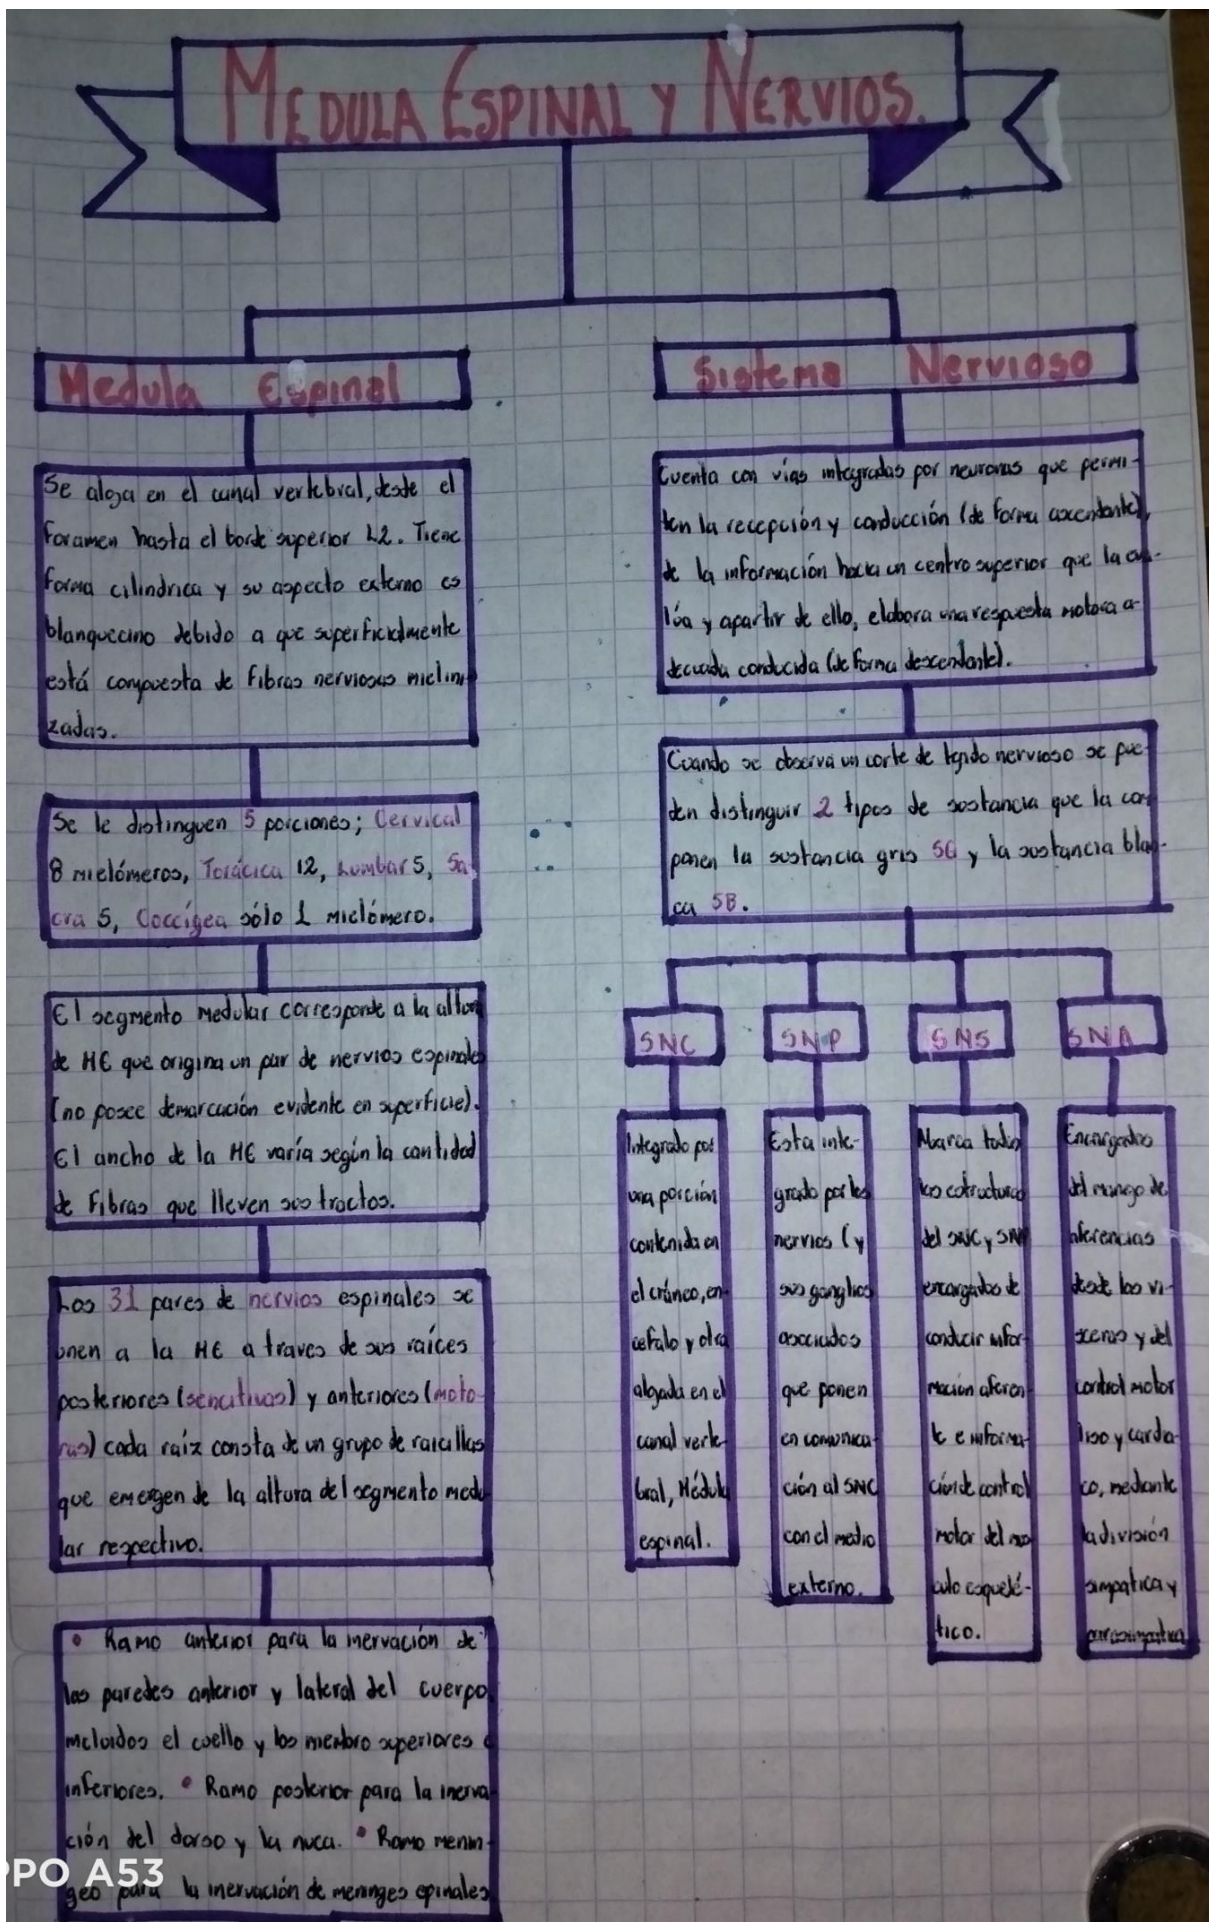 MEDULA ESPINAL Y NERVIOS.
Medula Espinal
Se aloja en el canal vertebral, desde el
Foramen hasta el borde superior L2. Tiene
forma cilindrica y su aspecto externo es
blanquecino debido a que superficialmente
está compuesta de fibras nerviosas mielini
zadas.
Se le distinguen 5 porciones; Cervical
8 mielómeros, Torácica 12, Lumbar 5, Sa
cra 5, Coccígea sólo 1 mielómero.
El segmento medular corresponde a la altura
de ME que origina un par de nervios espinales
(no posee demarcación evidente en superficie).
El ancho de la ME varía según la cantidad
de Fibras que lleven sus tractos.
Los 31 pares de nervios espinales se
unen a la ME a traves de sus raíces
posteriores (sencitivas) y anteriores (moto-
ras) cada raíz consta de un grupo de raicillas
que emergen de la altura del segmento medu
lar respectivo.
• Ramo anterior para la inervación de
las paredes anterior y lateral del cuerpo,
incluidos el cuello y los miembro superiores e
inferiores. • Ramo posterior para la inerva
ción del dorso y la nuca. • Ramo menin-
geo para la inervación de meninges epinales
Sistema Nervioso
Cuenta con vías integradas por neuronas que permi-
ten la recepción y conducción (de forma ascendente),
de la información hacia un centro superior que la eva-
lúa y apartir de ello, elabora una respuesta motora a-
decuada conducida (de forma descendente).
Cuando se observa un corte de tejido nervioso se pue-
den distinguir 2 tipos de sustancia que la com
ponen la sustancia gris SG y la sustancia blan-
ca SB.
SNC
Integrado por
una porción
contenida en
el cráneo, en
cefalo y otra
alojada en el
canal verte-
bral, Médula
espinal.
SNP
Esta inte-
grado por los
nervios (y
sus ganglios
asociados
que ponen
en comunica-
ción al SNC
con el medio
externo.
SNS
Abarca todas
las estructuras
del SNC y SNP
encargados de
conducir infor-
mación aferen-
te e informa-
ción de control
motor del mús
culo esquelé-
tico.
SNA
Encargados
del manejo de
aferencias
desde las vi-
sceras y del
control motor
liso y cardia-
co, mediante
la división
simpatica y
parasimpatica
PPO A53